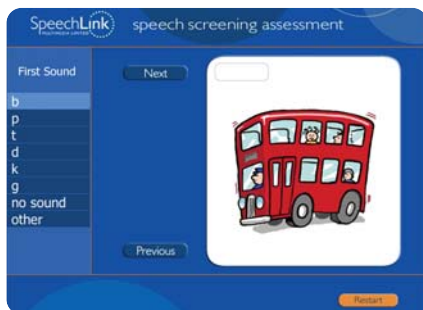 SpeechLink speech screening assessment
MULTIMEDIA LIMITED
First Sound
b
p
t
d
k
g
no sound
other
Next
Previous
Restart